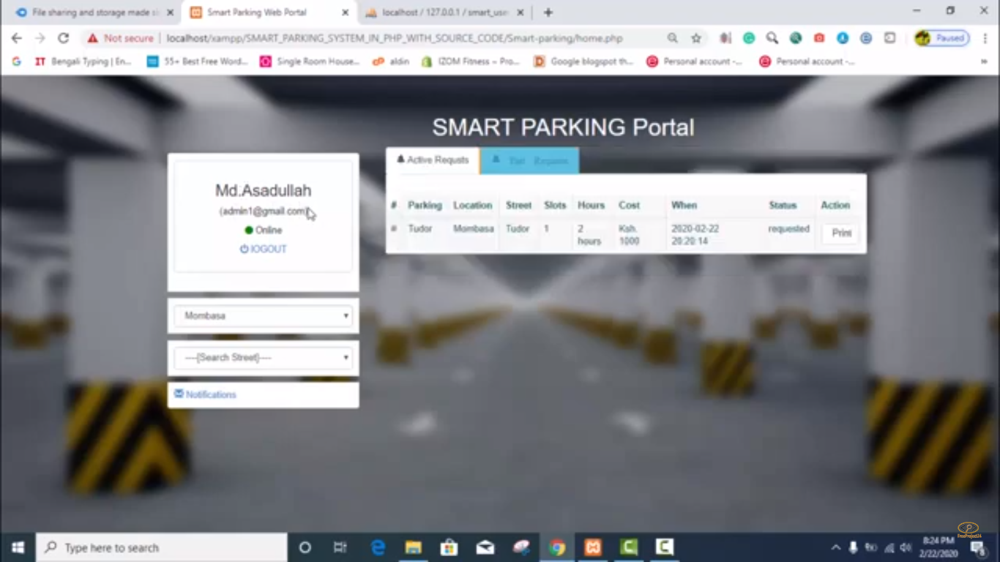 File sharing and storage made si
Smart Parking Web Portal
localhost / 127.0.0.1 / smart_use
Not secure
localhost/xampp/SMART_PARKING_SYSTEM_IN_PHP_WITH_SOURCE_CODE/Smart-parking/home.php
Paused
Bengali Typing | En...
55+ Best Free Word...
Single Room House...
aldin
IZOM Fitness – Pro...
Google blogspot th...
Personal account -...
Personal account -...
SMART PARKING Portal
Md.Asadullah
(admin1@gmail.com)
Online
lOGOUT
Mombasa
----{Search Street}----
Notifications
Active Requsts
# Parking Location Street Slots Hours Cost When Status Action
Tudor Mombasa Tudor 1 2 hours Ksh. 1000 2020-02-22 20:20:14 requested Print
Type here to search
8:24 PM
2/22/2020
FreeProject24